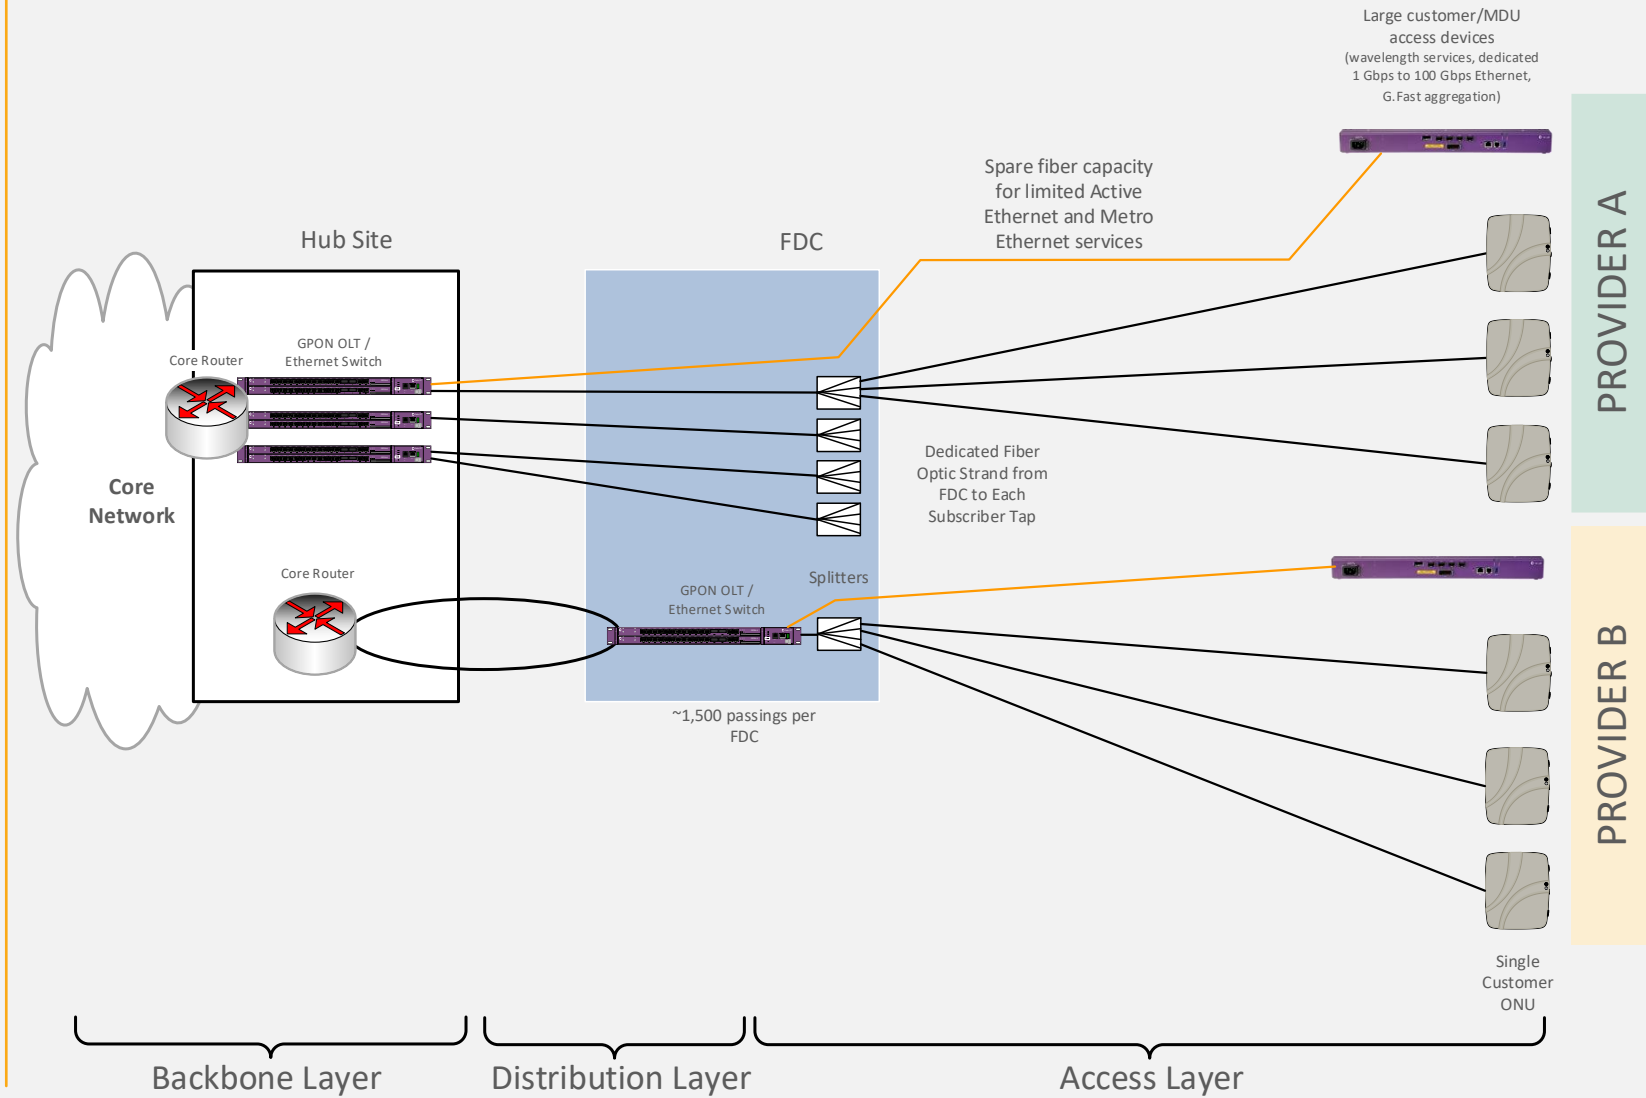 Large customer/MDU
access devices
(wavelength services, dedicated
1 Gbps to 100 Gbps Ethernet,
G.Fast aggregation)
Spare fiber capacity
for limited Active
Ethernet and Metro
Ethernet services
Hub Site
FDC
PROVIDER A
GPON OLT /
Ethernet Switch
Core Router
Core
Network
Dedicated Fiber
Optic Strand from
FDC to Each
Subscriber Tap
Core Router
GPON OLT /
Ethernet Switch
Splitters
PROVIDER B
~1,500 passings per
FDC
Single
Customer
ONU
Backbone Layer
Distribution Layer
Access Layer